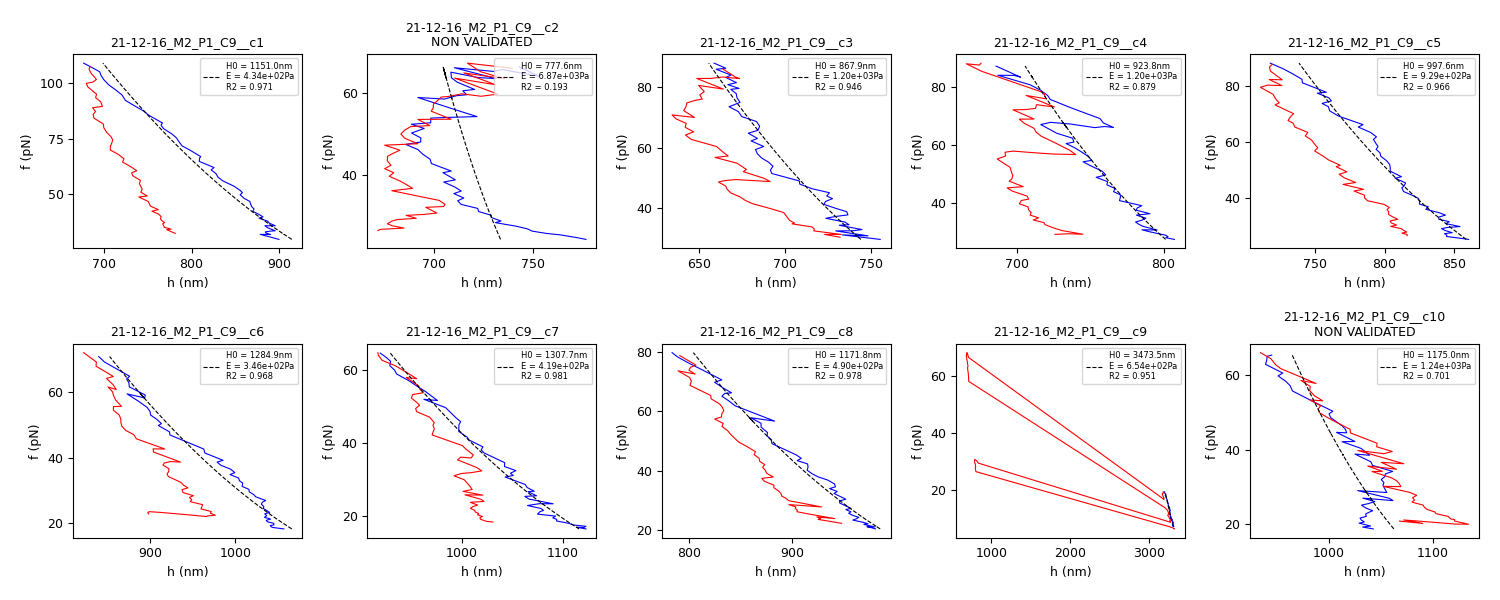 21-12-16_M2_P1_C9__c1
H0 = 1151.0nm
E = 4.34e+02Pa
R2 = 0.971
f (pN)
100
75
50
700 800 900
h (nm)
21-12-16_M2_P1_C9__c2
NON VALIDATED
H0 = 777.6nm
E = 6.87e+03Pa
R2 = 0.193
f (pN)
60
40
700 750
h (nm)
21-12-16_M2_P1_C9__c3
H0 = 867.9nm
E = 1.20e+03Pa
R2 = 0.946
f (pN)
80
60
40
650 700 750
h (nm)
21-12-16_M2_P1_C9__c4
H0 = 923.8nm
E = 1.20e+03Pa
R2 = 0.879
f (pN)
80
60
40
700 800
h (nm)
21-12-16_M2_P1_C9__c5
H0 = 997.6nm
E = 9.29e+02Pa
R2 = 0.966
f (pN)
80
60
40
750 800 850
h (nm)
21-12-16_M2_P1_C9__c6
H0 = 1284.9nm
E = 3.46e+02Pa
R2 = 0.968
f (pN)
60
40
20
900 1000
h (nm)
21-12-16_M2_P1_C9__c7
H0 = 1307.7nm
E = 4.19e+02Pa
R2 = 0.981
f (pN)
60
40
20
1000 1100
h (nm)
21-12-16_M2_P1_C9__c8
H0 = 1171.8nm
E = 4.90e+02Pa
R2 = 0.978
f (pN)
80
60
40
20
800 900
h (nm)
21-12-16_M2_P1_C9__c9
H0 = 3473.5nm
E = 6.54e+02Pa
R2 = 0.951
f (pN)
60
40
20
1000 2000 3000
h (nm)
21-12-16_M2_P1_C9__c10
NON VALIDATED
H0 = 1175.0nm
E = 1.24e+03Pa
R2 = 0.701
f (pN)
60
40
20
1000 1100
h (nm)